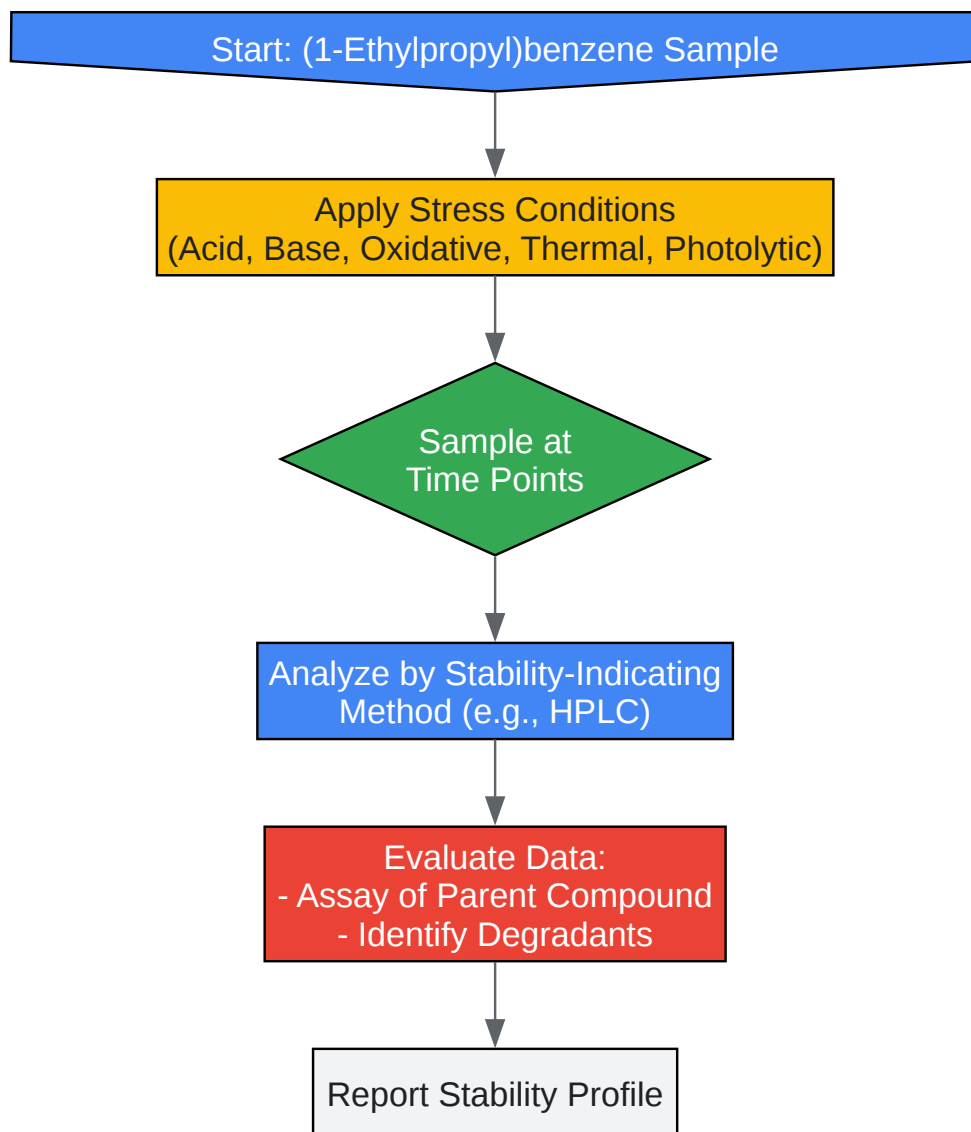 Start: (1-Ethylpropyl)benzene Sample
Apply Stress Conditions
(Acid, Base, Oxidative, Thermal, Photolytic)
Sample at
Time Points
Analyze by Stability-Indicating
Method (e.g., HPLC)
Evaluate Data:
- Assay of Parent Compound
- Identify Degradants
Report Stability Profile